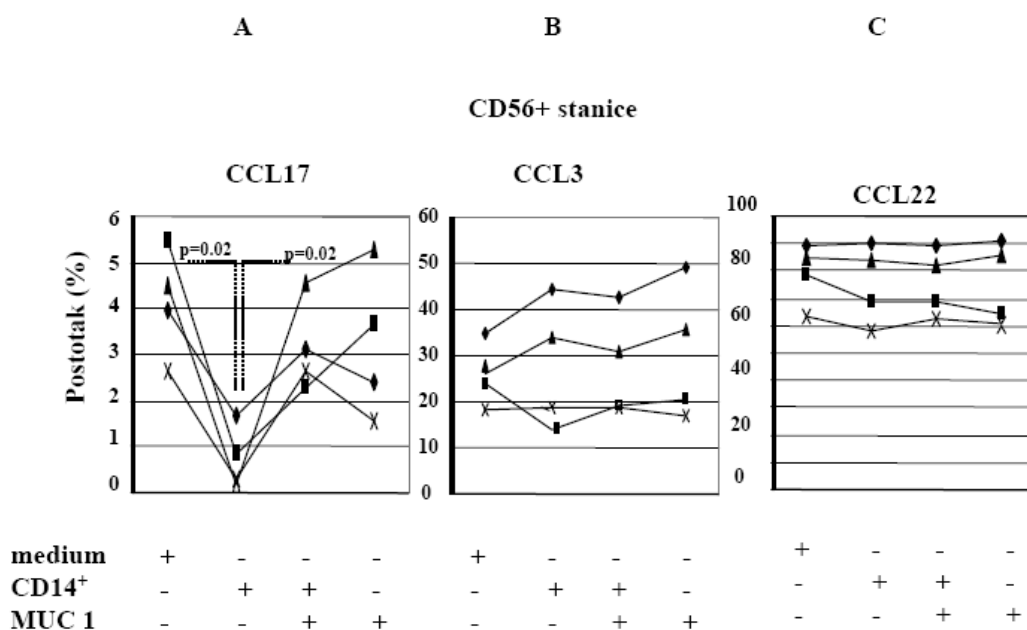 A B C
CD56+ stanice
CCL17 CCL3 CCL22
Postotak (%)
6
5
4
3
2
1
0
p=0.02 p=0.02
60
50
40
30
20
10
0
100
80
60
40
20
0
medium + - - - + - - - + - - -
CD14+ - + + - - + + - - + + -
MUC 1 - - + + - - + + - - + +